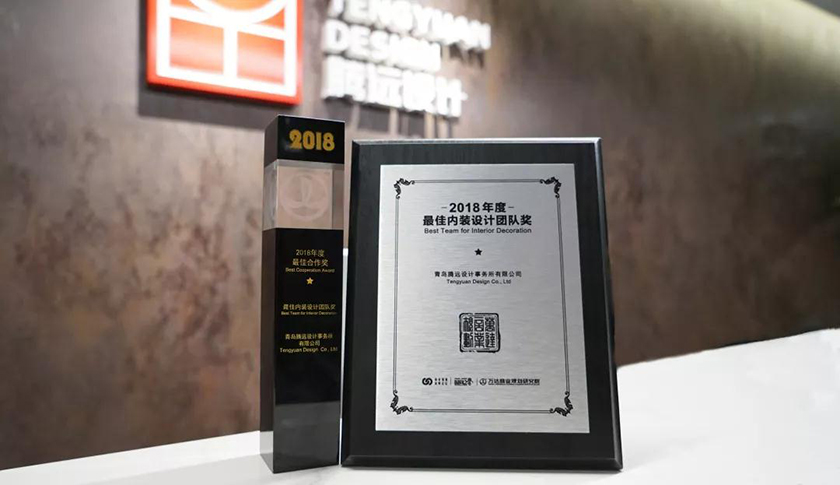 TENGYUAN
DESIGN
腾远设计
2018
2018年度
最佳合作奖
Best Cooperation Award
最佳内装设计团队奖
Best Team for Interior Decoration
青岛腾远设计事务所
有限公司
Tengyuan Design Co., Ltd
2018年度
最佳内装设计团队奖
Best Team for Interior Decoration
青岛腾远设计事务所有限公司
Tengyuan Design Co., Ltd
万达商业规划研究院